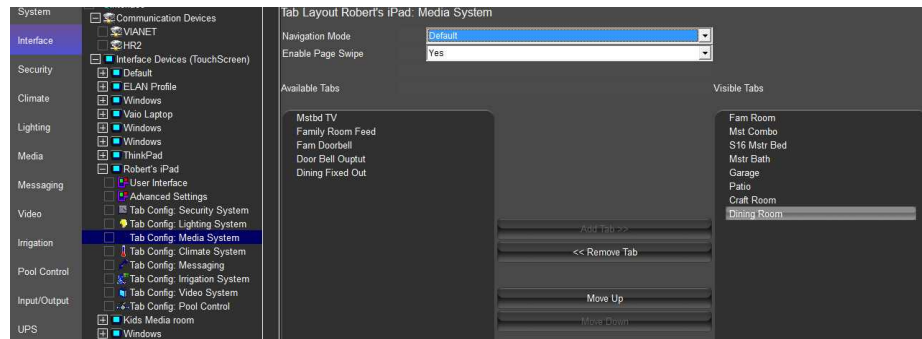 System
Interface
Security
Climate
Lighting
Media
Messaging
Video
Irrigation
Pool Control
Input/Output
UPS
Communication Devices
VIANET
HR2
Interface Devices (TouchScreen)
Default
ELAN Profile
Windows
Vaio Laptop
Windows
Windows
ThinkPad
Robert's iPad
User Interface
Advanced Settings
Tab Config: Security System
Tab Config: Lighting System
Tab Config: Media System
Tab Config: Climate System
Tab Config: Messaging
Tab Config: Irrigation System
Tab Config: Video System
Tab Config: Pool Control
Kids Media room
Windows
Tab Layout Robert's iPad: Media System
Navigation Mode Default
Enable Page Swipe Yes
Available Tabs
Mstbd TV
Family Room Feed
Fam Doorbell
Door Bell Ouptut
Dining Fixed Out
Add Tab >>
<< Remove Tab
Move Up
Move Down
Visible Tabs
Fam Room
Mst Combo
S16 Mstr Bed
Mstr Bath
Garage
Patio
Craft Room
Dining Room